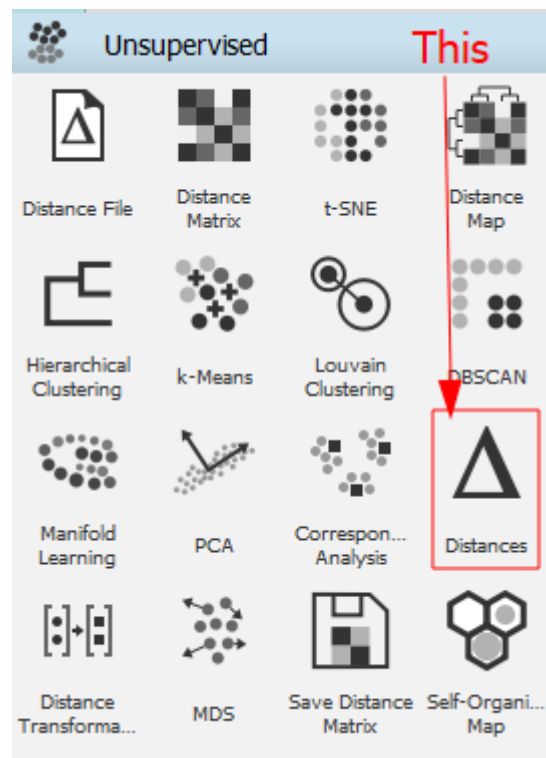 Unsupervised
This
Distance File
Distance
Matrix
t-SNE
Distance
Map
Hierarchical
Clustering
k-Means
Louvain
Clustering
DBSCAN
Manifold
Learning
PCA
Correspon...
Analysis
Distances
Distance
Transforma...
MDS
Save Distance
Matrix
Self-Organi...
Map